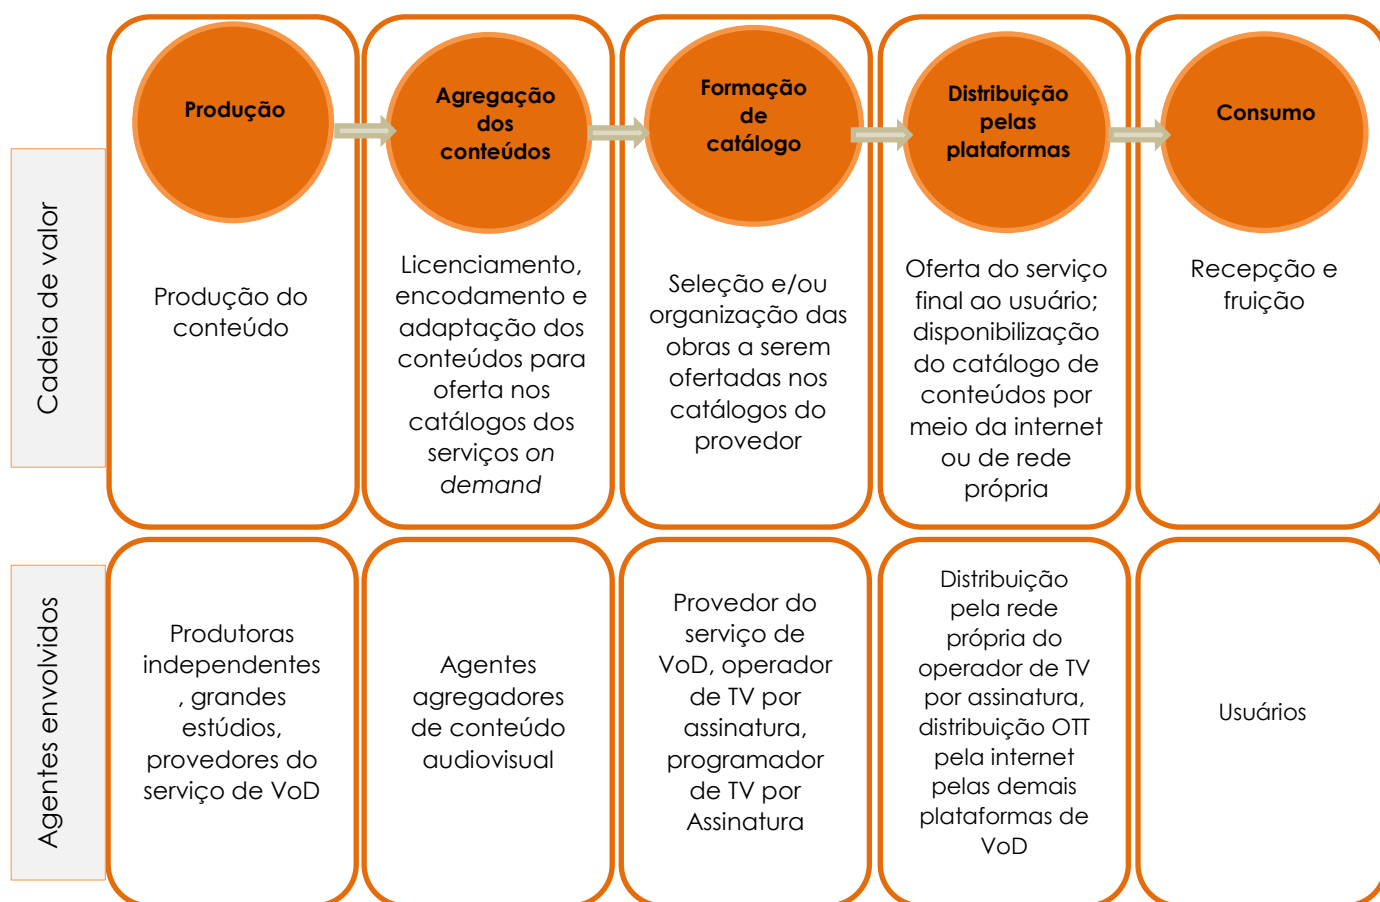 Produção
Agregação
dos
conteúdos
Formação
de
catálogo
Distribuição
pelas
plataformas
Consumo
Cadeia de valor
Produção do
conteúdo
Licenciamento,
encodamento e
adaptação dos
conteúdos para
oferta nos
catálogos dos
serviços on
demand
Seleção e/ou
organização das
obras a serem
ofertadas nos
catálogos do
provedor
Oferta do serviço
final ao usuário;
disponibilização
do catálogo de
conteúdos por
meio da internet
ou de rede
própria
Recepção e
fruição
Agentes envolvidos
Produtoras
independentes
, grandes
estúdios,
provedores do
serviço de VoD
Agentes
agregadores
de conteúdo
audiovisual
Provedor do
serviço de
VoD, operador
de TV por
assinatura,
programador
de TV por
Assinatura
Distribuição
pela rede
própria do
operador de TV
por assinatura,
distribuição OTT
pela internet
pelas demais
plataformas de
VoD
Usuários